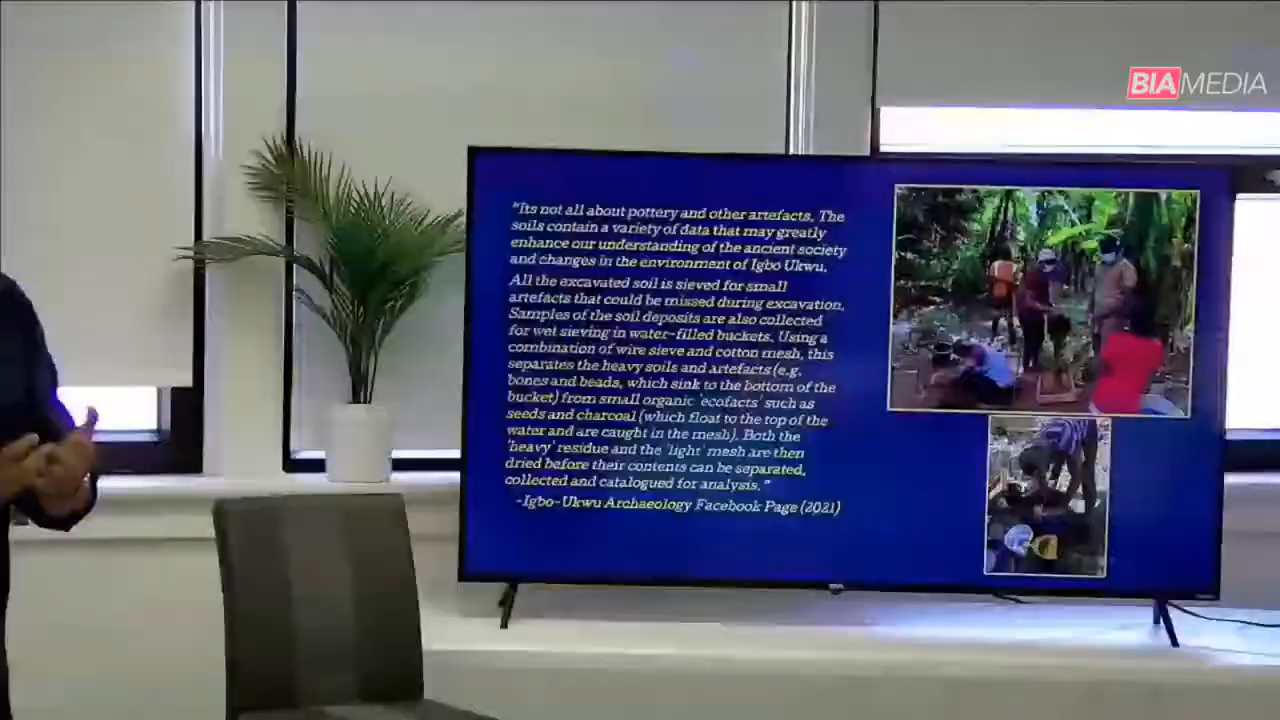 BIAMEDIA
"Its not all about pottery and other artefacts. The
soils contain a variety of data that may greatly
enhance our understanding of the ancient society
and changes in the environment of Igbo Ukwu.
All the excavated soil is sieved for small
artefacts that could be missed during excavation.
Samples of the soil deposits are also collected
for wet sieving in water-filled buckets. Using a
combination of wire sieve and cotton mesh, this
separates the heavy soils and artefacts (e.g.
bones and beads, which sink to the bottom of the
bucket) from small organic 'ecofacts' such as
seeds and charcoal (which float to the top of the
water and are caught in the mesh). Both the
'heavy' residue and the 'light' mesh are then
dried before their contents can be separated,
collected and catalogued for analysis."
-Igbo-Ukwu Archaeology Facebook Page (2021)